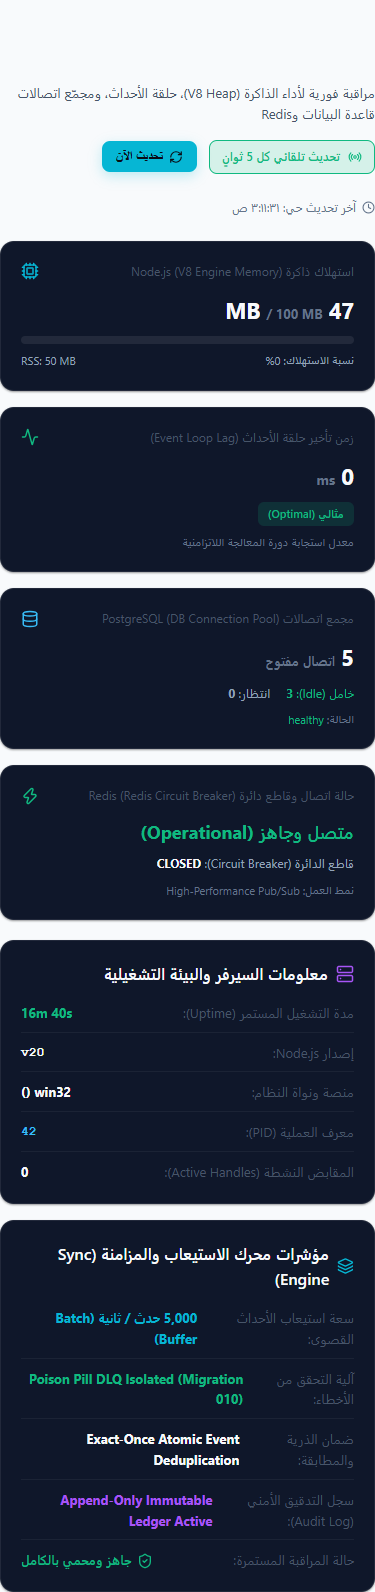 مراقبة فورية لأداء الذاكرة (V8 Heap)، حلقة الأحداث، ومجمّع اتصالات
قاعدة البيانات وRedis
تحديث تلقائي كل 5 ثوانٍ
تحديث الآن
آخر تحديث حي: ٣:١١:٣١ ص
استهلاك ذاكرة Node.js (V8 Engine Memory)
47 MB / 100 MB
نسبة الاستهلاك: 0%
RSS: 50 MB
زمن تأخير حلقة الأحداث (Event Loop Lag)
0 ms
مثالي (Optimal)
معدل استجابة دورة المعالجة اللاتزامنية
مجمع اتصالات PostgreSQL (DB Connection Pool)
5 اتصال مفتوح
خامل (Idle): 3
انتظار: 0
الحالة: healthy
حالة اتصال وقاطع دائرة Redis (Redis Circuit Breaker)
متصل وجاهز (Operational)
قاطع الدائرة (Circuit Breaker): CLOSED
نمط العمل: High-Performance Pub/Sub
معلومات السيرفر والبيئة التشغيلية
مدة التشغيل المستمر (Uptime):
16m 40s
إصدار Node.js:
v20
منصة ونواة النظام:
win32 ()
معرف العملية (PID):
42
المقابض النشطة (Active Handles):
0
مؤشرات محرك الاستيعاب والمزامنة (Sync
Engine)
سعة استيعاب الأحداث
القصوى:
5,000 حدث / ثانية (Batch
Buffer)
آلية التحقق من
الأخطاء:
Poison Pill DLQ Isolated (Migration
010)
ضمان الذرية
والمطابقة:
Exact-Once Atomic Event
Deduplication
سجل التدقيق الأمني
(Audit Log):
Append-Only Immutable
Ledger Active
حالة المراقبة المستمرة:
جاهز ومحمي بالكامل